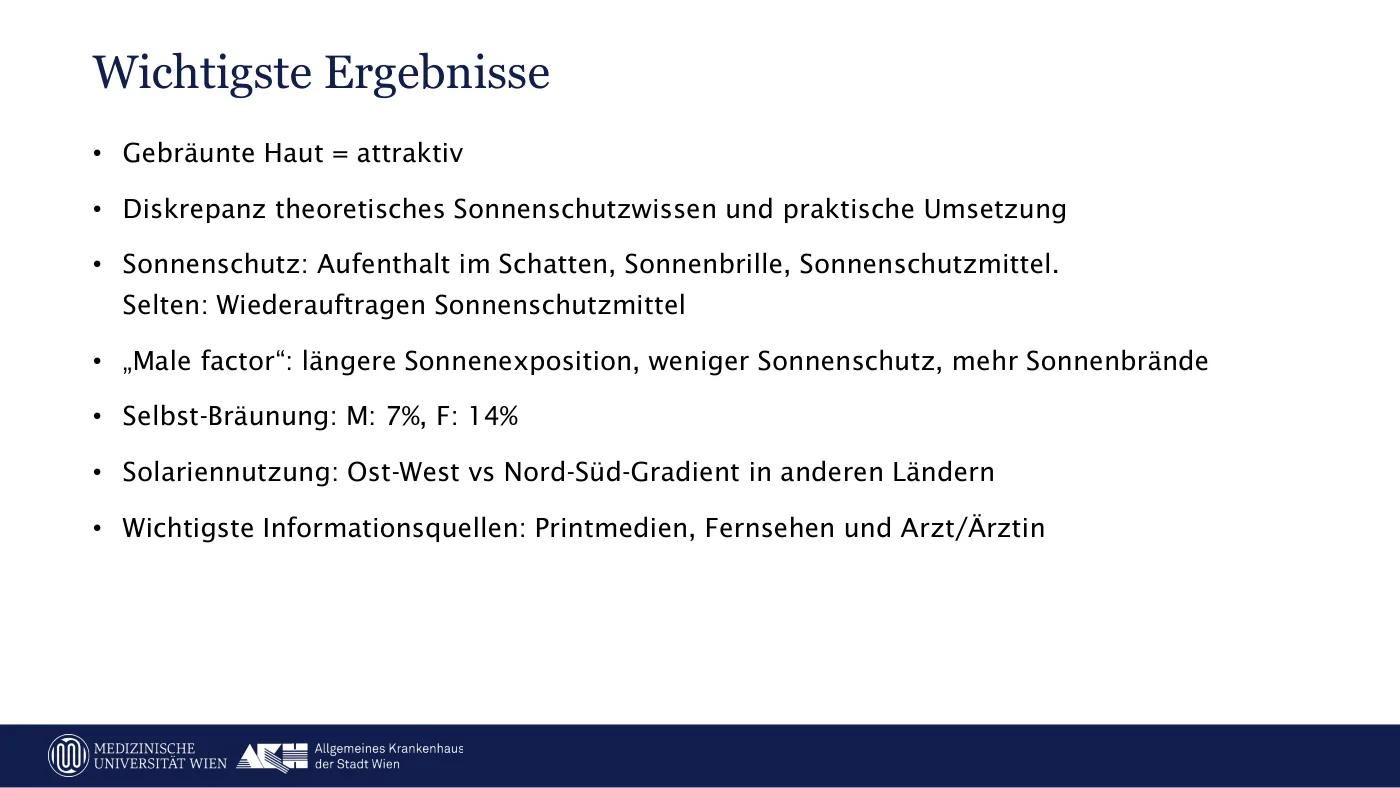 Wichtigste Ergebnisse
• Gebräunte Haut = attraktiv
• Diskrepanz theoretisches Sonnenschutzwissen und praktische Umsetzung
• Sonnenschutz: Aufenthalt im Schatten, Sonnenbrille, Sonnenschutzmittel.
Selten: Wiederauftragen Sonnenschutzmittel
• „Male factor“: längere Sonnenexposition, weniger Sonnenschutz, mehr Sonnenbrände
• Selbst-Bräunung: M: 7%, F: 14%
• Solariennutzung: Ost-West vs Nord-Süd-Gradient in anderen Ländern
• Wichtigste Informationsquellen: Printmedien, Fernsehen und Arzt/Ärztin
MEDIZINISCHE
UNIVERSITÄT WIEN
AKH
Allgemeines Krankenhaus
der Stadt Wien